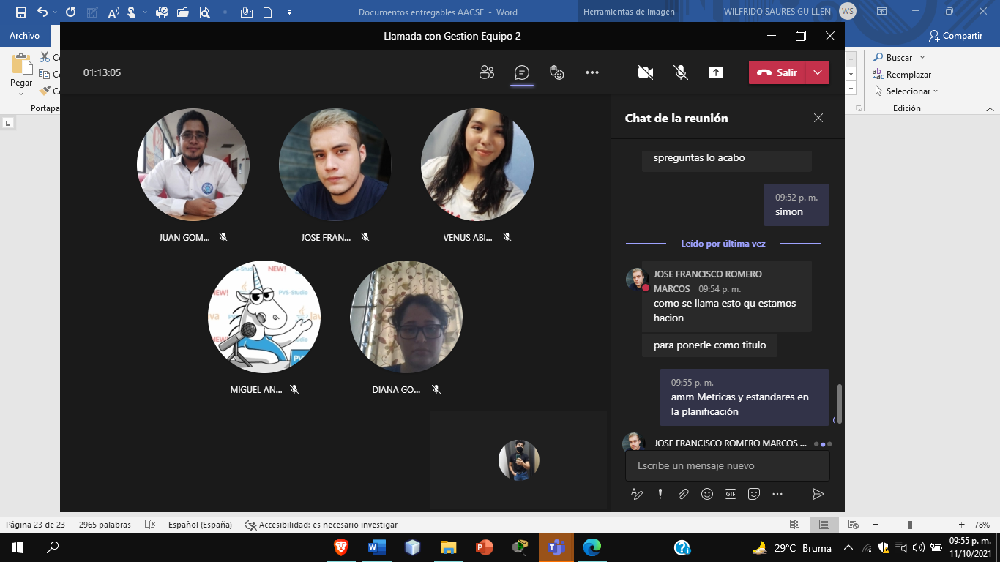 Documentos entregables AACSE - Word
Herramientas de imagen
WILFRIDO SAURES GUILLEN
WS
Archivo
Compartir
Llamada con Gestion Equipo 2
Pegar
Portapa
Buscar
Reemplazar
Seleccionar
Edición
01:13:05
Salir
Chat de la reunión
spreguntas lo acabo
09:52 p. m.
simon
Leído por última vez
JOSE FRANCISCO ROMERO
MARCOS 09:54 p. m.
como se llama esto qu estamos
hacion
para ponerle como titulo
09:55 p. m.
amm Metricas y estandares en
la planificación
JOSE FRANCISCO ROMERO MARCOS ...
Escribe un mensaje nuevo
GIF
JUAN GOM...
JOSE FRAN...
VENUS ABI...
NEW!
PVS-Studio
MIGUEL AN...
DIANA GO...
Página 23 de 23
2965 palabras
Español (España)
Accesibilidad: es necesario investigar
78%
29°C Bruma
09:55 p. m.
11/10/2021